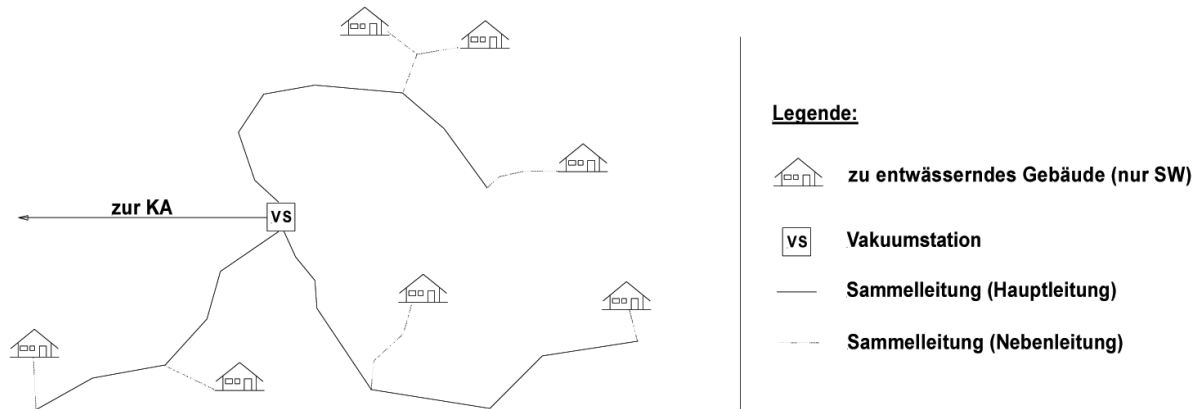 zur KA
VS
Legende:
zu entwässerndes Gebäude (nur SW)
VS
Vakuumstation
Sammelleitung (Hauptleitung)
Sammelleitung (Nebenleitung)